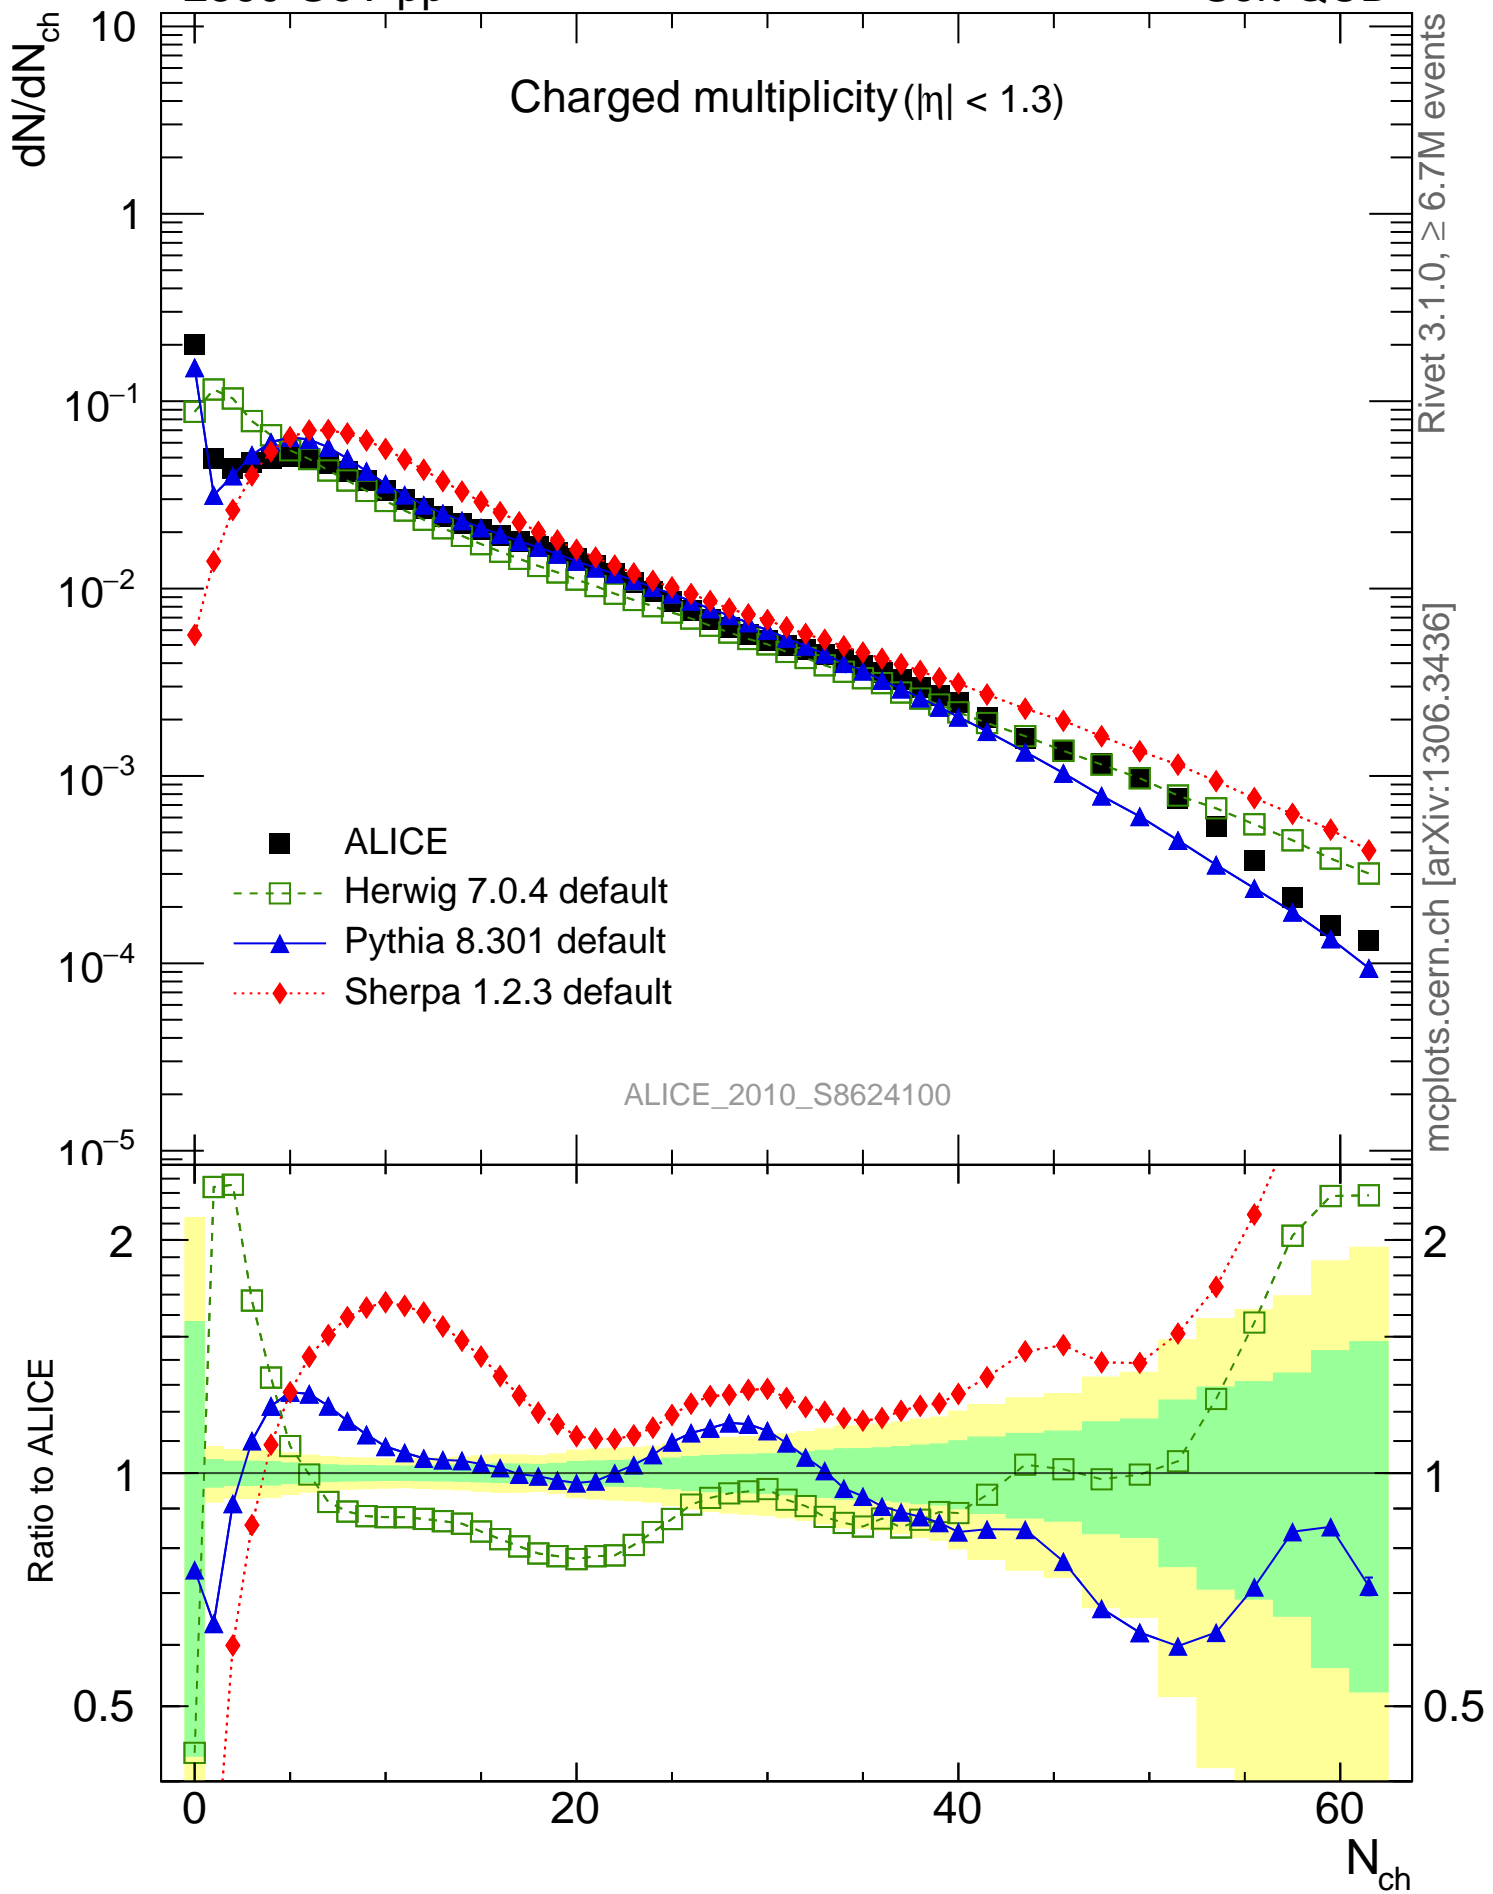 dN/dN_ch
Charged multiplicity (|η| < 1.3)
10
1
10⁻¹
10⁻²
10⁻³
10⁻⁴
10⁻⁵
ALICE
Herwig 7.0.4 default
Pythia 8.301 default
Sherpa 1.2.3 default
ALICE_2010_S8624100
Rivet 3.1.0, ≥ 6.7M events
mcplots.cern.ch [arXiv:1306.3436]
Ratio to ALICE
2
1
0.5
2
1
0.5
0 20 40 60
N_ch